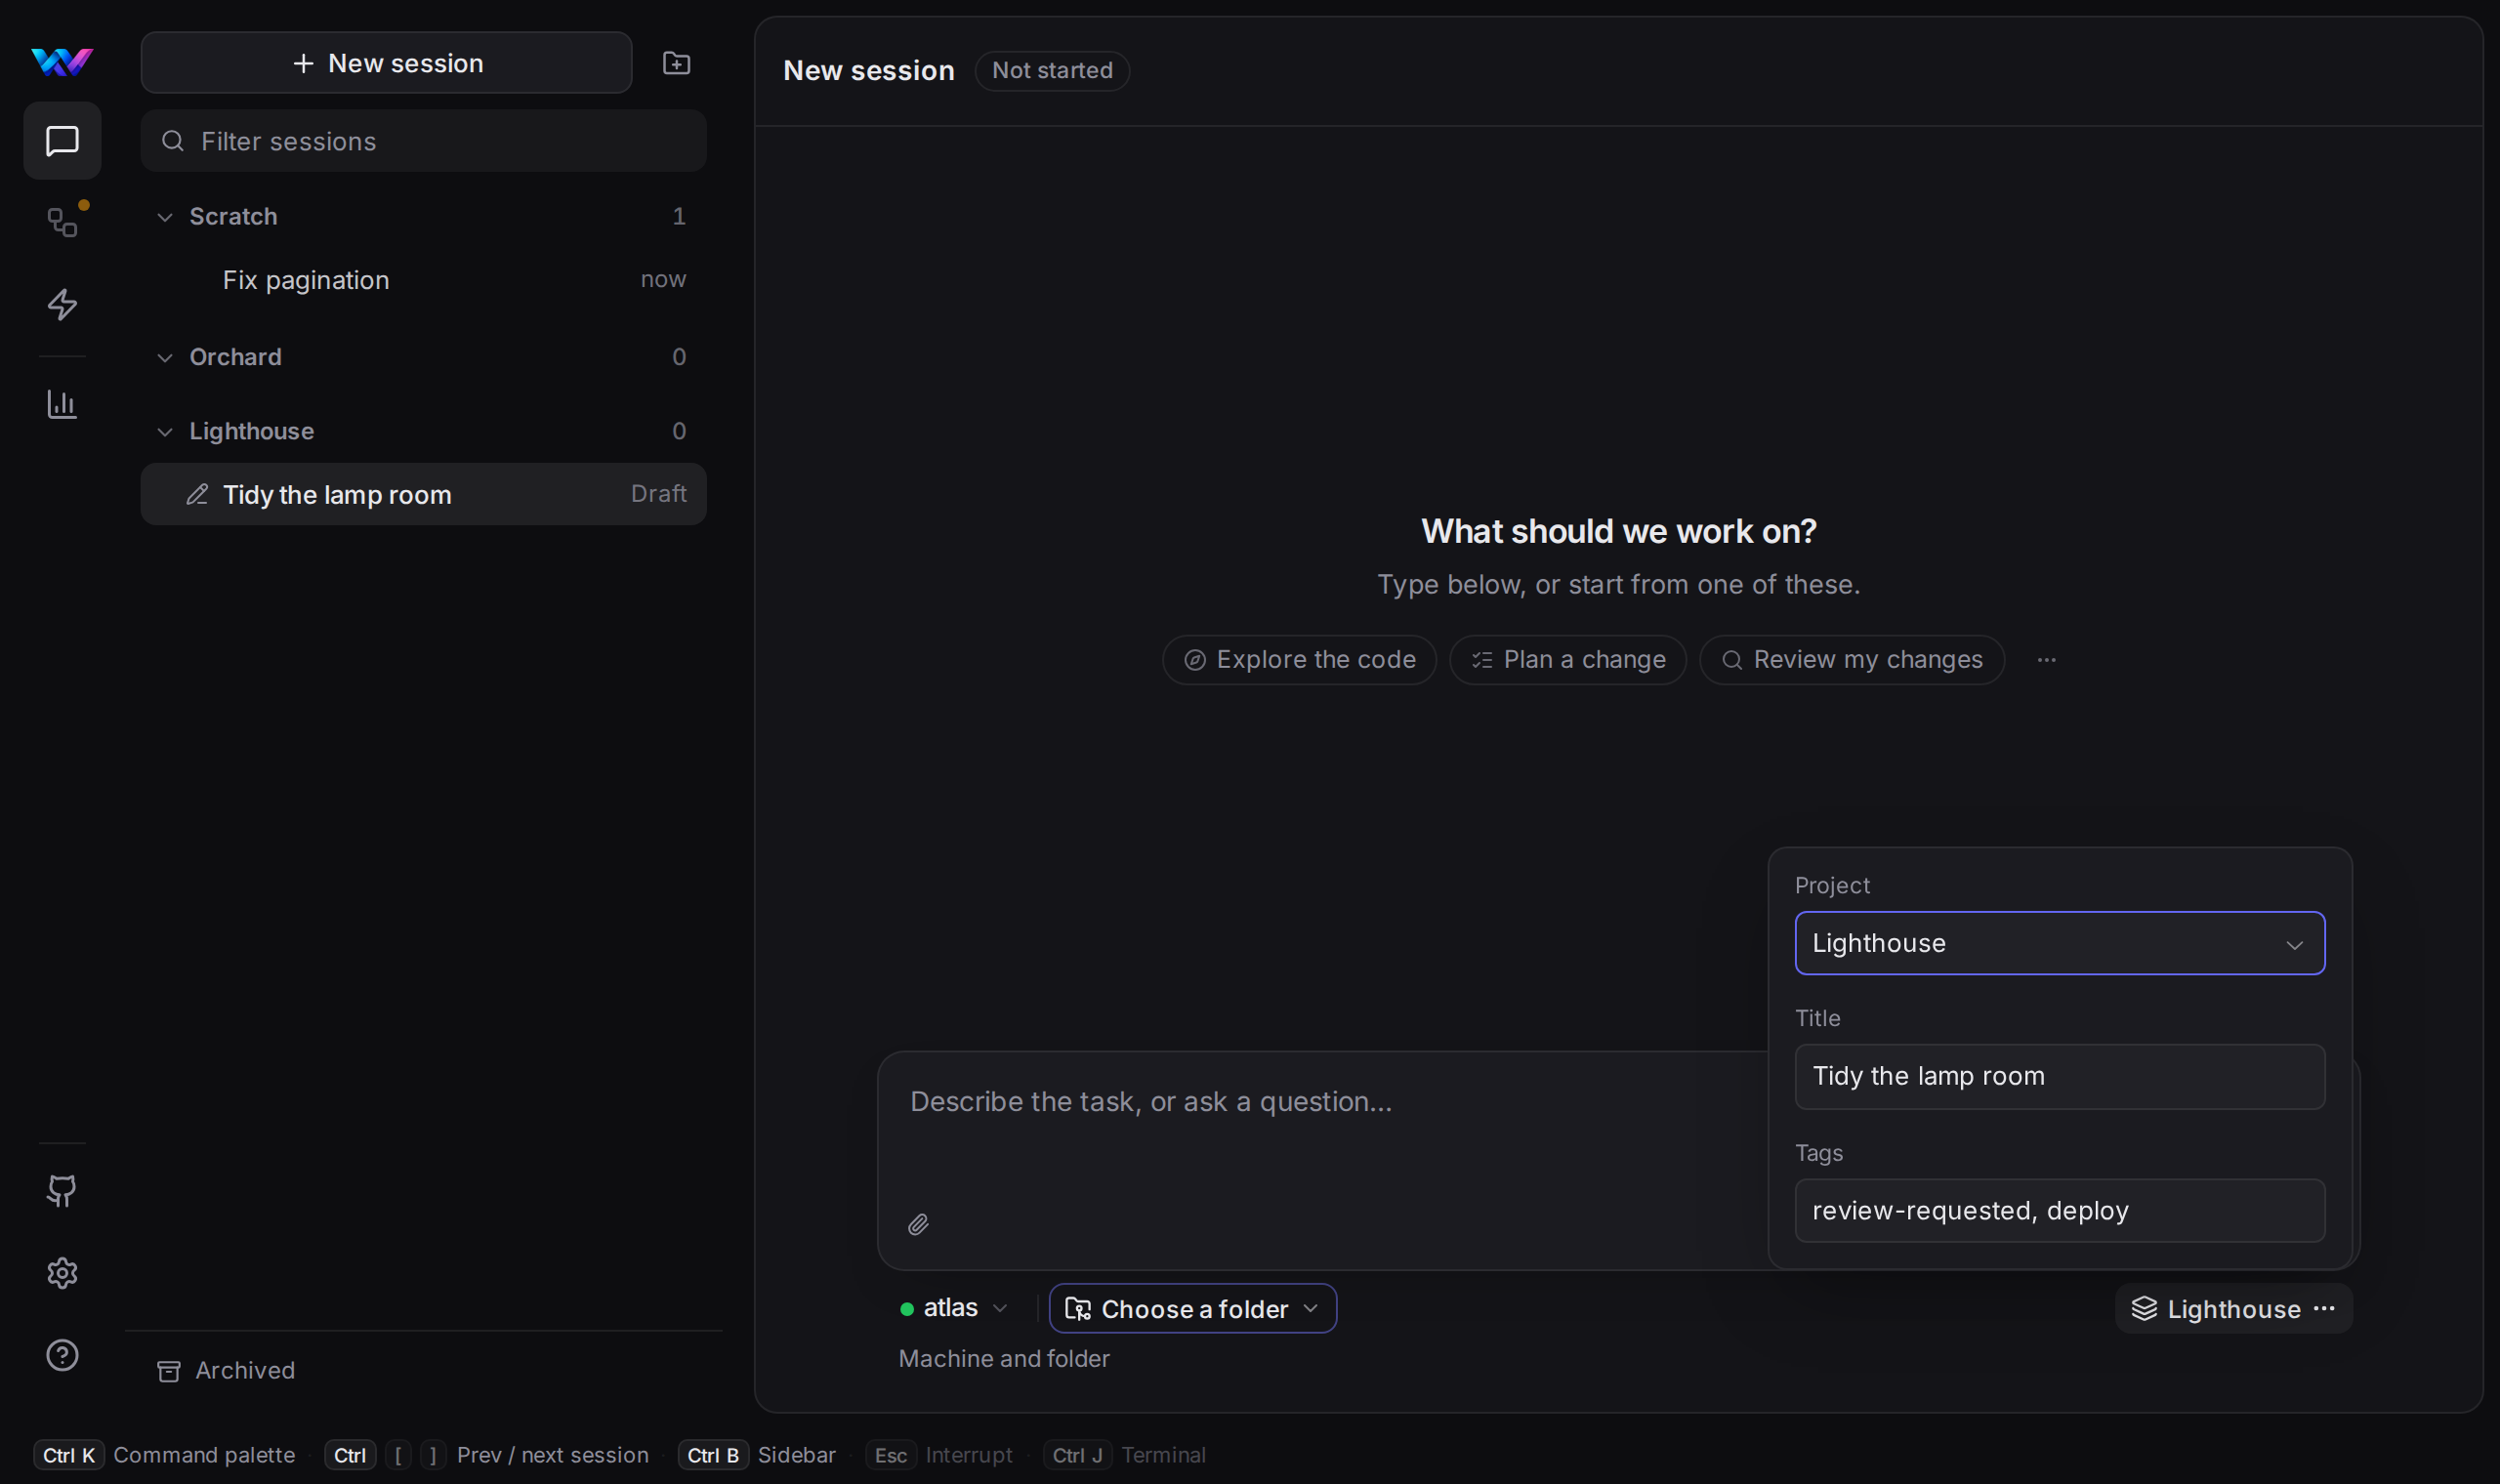 New session
Filter sessions
Scratch 1
Fix pagination now
Orchard 0
Lighthouse 0
Tidy the lamp room Draft
Archived
New session Not started
What should we work on?
Type below, or start from one of these.
Explore the code Plan a change Review my changes ...
Project
Lighthouse
Title
Tidy the lamp room
Tags
review-requested, deploy
Describe the task, or ask a question...
atlas Choose a folder Lighthouse ...
Machine and folder
Ctrl K Command palette · Ctrl [ ] Prev / next session · Ctrl B Sidebar · Esc Interrupt · Ctrl J Terminal